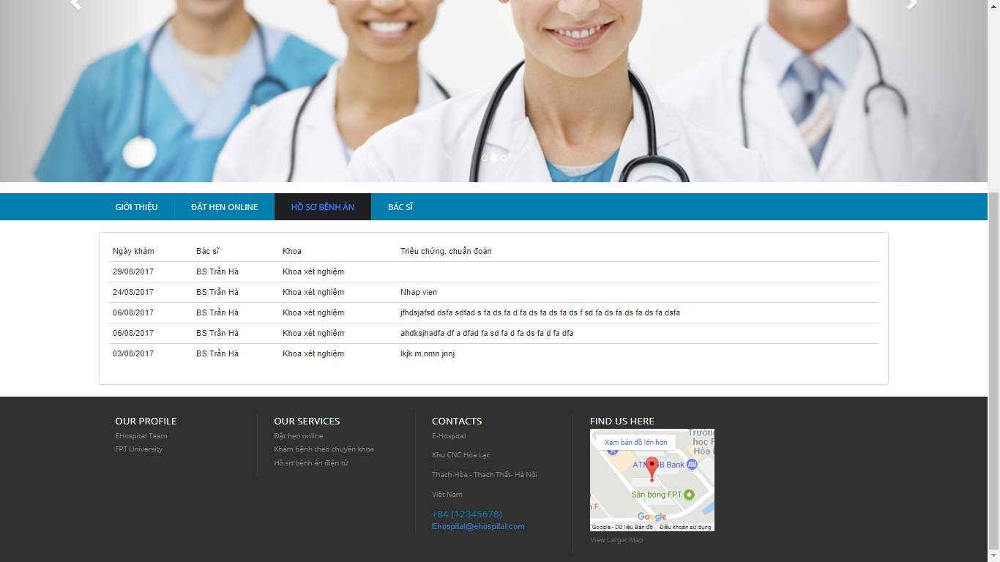 GIỚI THIỆU ĐẶT HẸN ONLINE HỒ SƠ BỆNH ÁN BÁC SĨ
Ngày khám Bác sĩ Khoa Triệu chứng, chuẩn đoán
29/08/2017 BS Trần Hà Khoa xét nghiệm
24/08/2017 BS Trần Hà Khoa xét nghiệm Nhap vien
06/08/2017 BS Trần Hà Khoa xét nghiệm jfhdsjafsd dsfa sdfad s fa ds fa d fa ds fa ds fa ds f sd fa ds fa ds fa ds fa dsfa
06/08/2017 BS Trần Hà Khoa xét nghiệm ahdksjhadfa df a dfad fa sd fa d fa ds fa d fa dfa
03/08/2017 BS Trần Hà Khoa xét nghiệm lkjk m,nmn jnnj
OUR PROFILE
EHospital Team
FPT University
OUR SERVICES
Đặt hẹn online
Khám bệnh theo chuyên khoa
Hồ sơ bệnh án điện tử
CONTACTS
E-Hospital
Khu CNC Hòa Lạc
Thạch Hòa - Thạch Thất- Hà Nội
Việt Nam
+84 (12345678)
Ehospital@ehospital.com
FIND US HERE
Xem bản đồ lớn hơn
Trường
học F
Hòa
Bank ATM
Sân bóng FPT
Google
Google - Dữ liệu Bản đồ Điều khoản sử dụng
View Larger Map